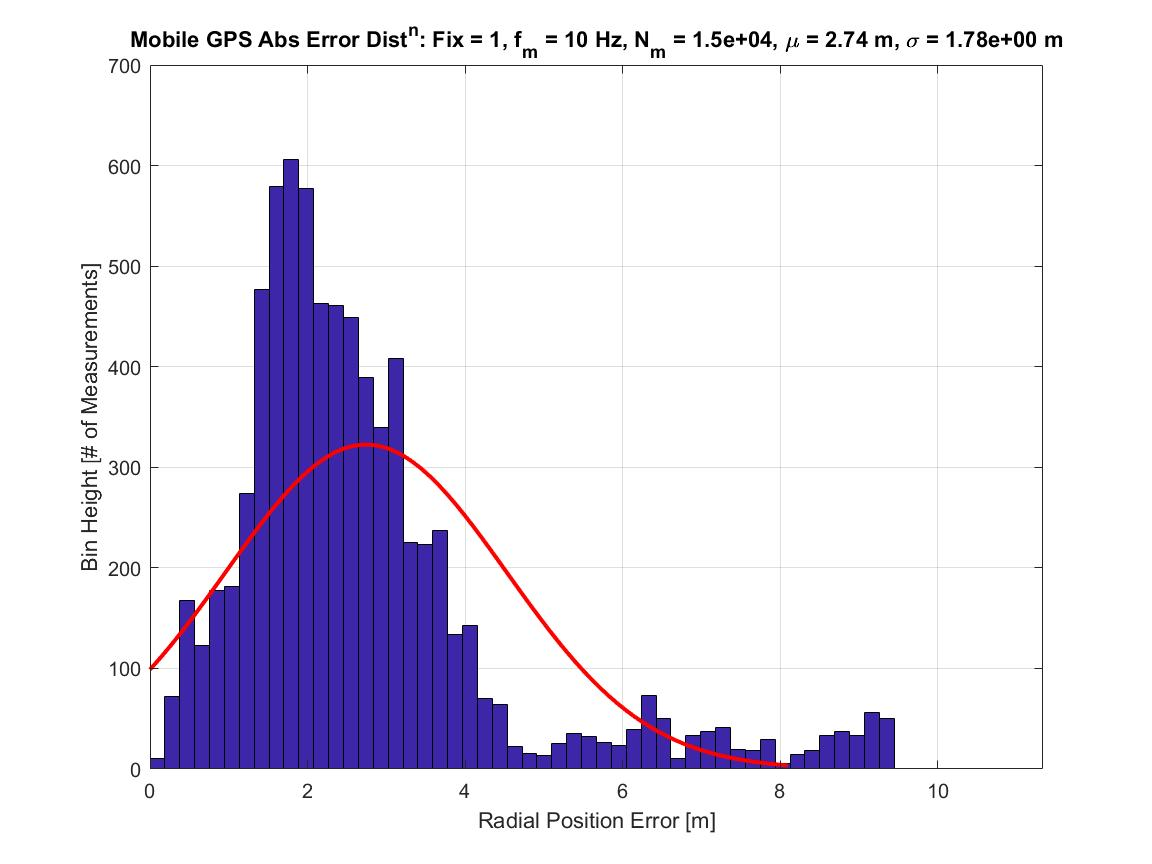 Mobile GPS Abs Error Distⁿ: Fix = 1, fₘ = 10 Hz, Nₘ = 1.5e+04, μ = 2.74 m, σ = 1.78e+00 m
700
600
500
400
300
200
100
0
Bin Height [# of Measurements]
0 2 4 6 8 10
Radial Position Error [m]